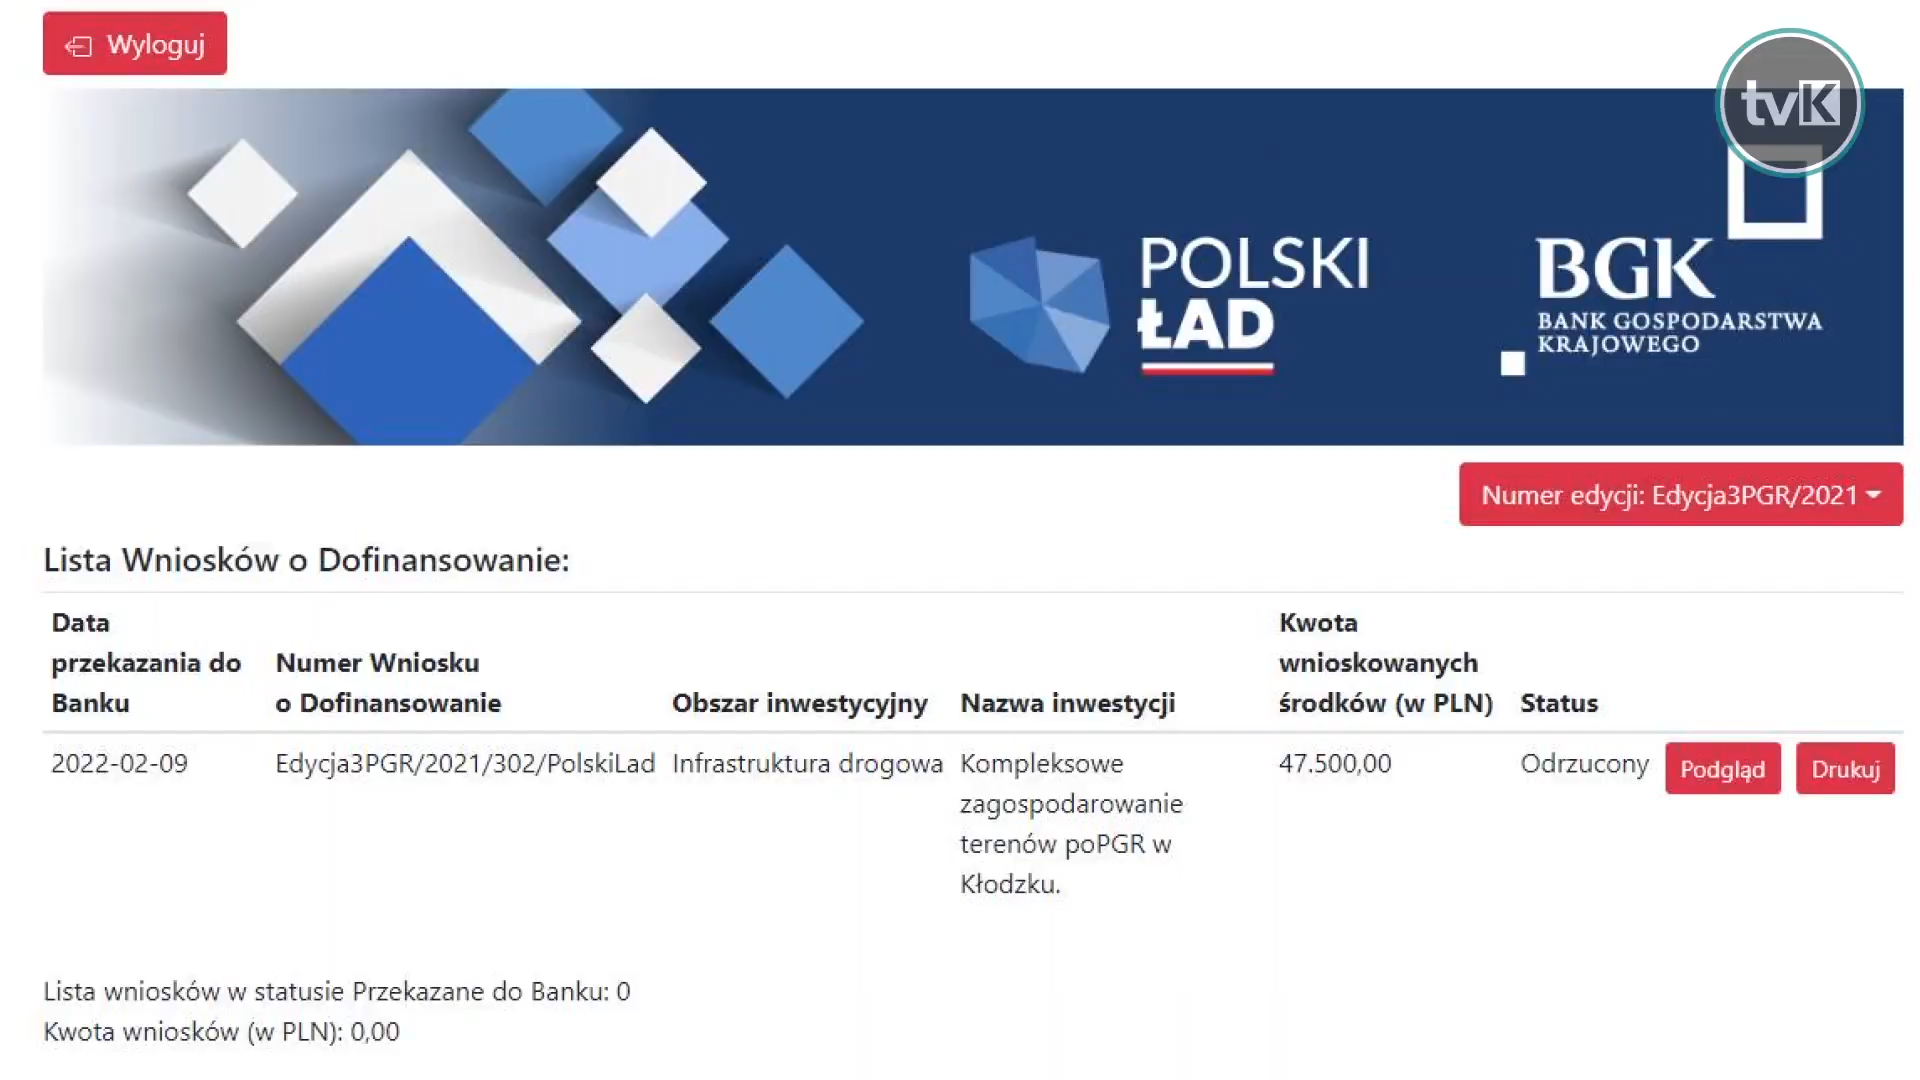 Wyloguj
tvK
POLSKI
ŁAD
BGK
BANK GOSPODARSTWA
KRAJOWEGO
Numer edycji: Edycja3PGR/2021
Lista Wniosków o Dofinansowanie:
Data
przekazania do
Banku
Numer Wniosku
o Dofinansowanie
Obszar inwestycyjny
Nazwa inwestycji
Kwota
wnioskowanych
środków (w PLN)
Status
2022-02-09
Edycja3PGR/2021/302/PolskiLad
Infrastruktura drogowa
Kompleksowe
zagospodarowanie
terenów poPGR w
Kłodzku.
47.500,00
Odrzucony
Podgląd
Drukuj
Lista wniosków w statusie Przekazane do Banku: 0
Kwota wniosków (w PLN): 0,00